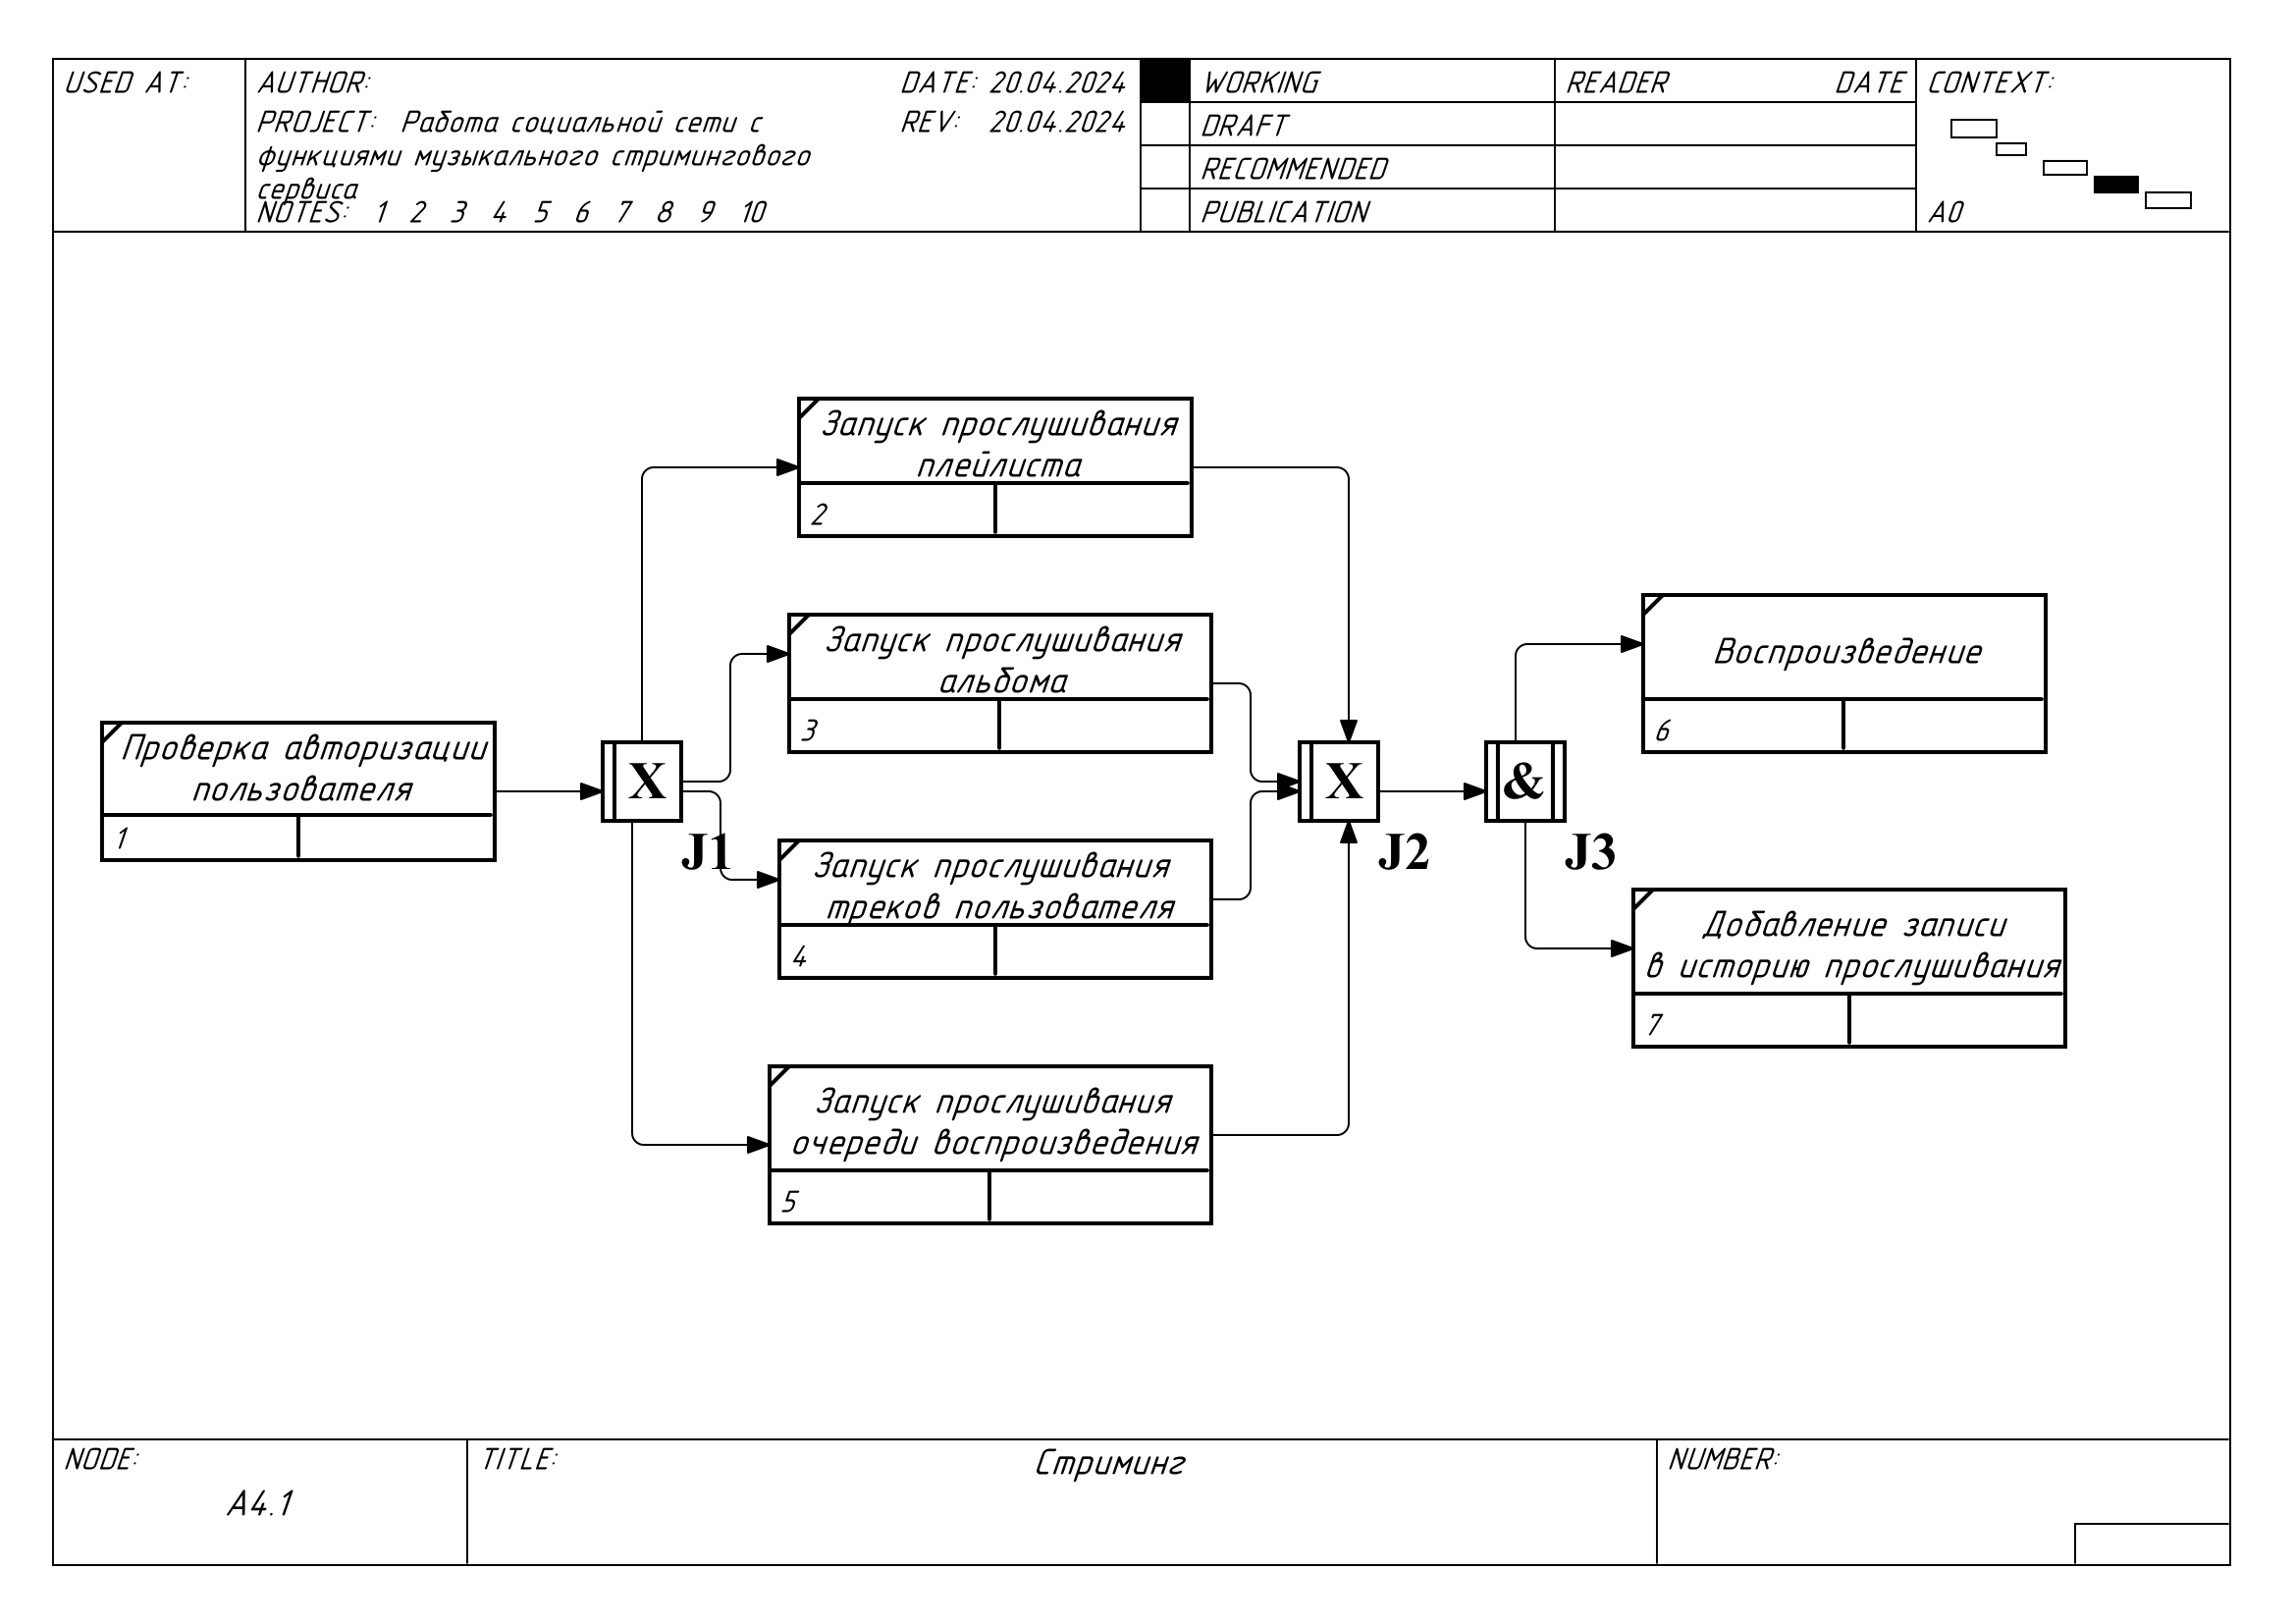 USED AT:
AUTHOR:
DATE: 20.04.2024
PROJECT: Работа социальной сети с
функциями музыкального стримингового
сервиса
REV: 20.04.2024
NOTES: 1 2 3 4 5 6 7 8 9 10
WORKING
DRAFT
RECOMMENDED
PUBLICATION
READER DATE
CONTEXT:
A0
Проверка авторизации
пользователя
1
X
J1
Запуск прослушивания
плейлиста
2
Запуск прослушивания
альбома
3
Запуск прослушивания
треков пользователя
4
Запуск прослушивания
очереди воспроизведения
5
X
J2
&
J3
Воспроизведение
6
Добавление записи
в историю прослушивания
7
NODE:
A4.1
TITLE:
Стриминг
NUMBER: